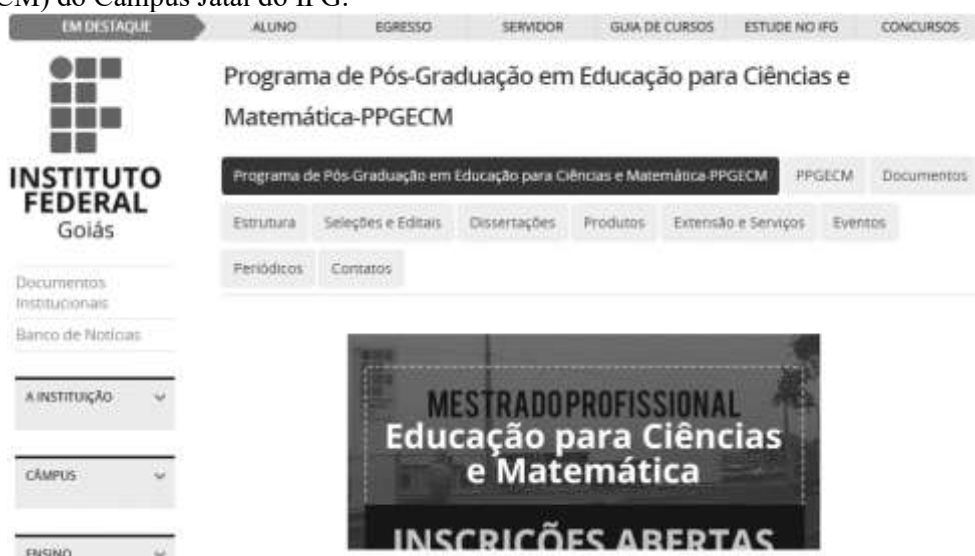 CM) do Câmpus Jataí do IFG.
EM DESTAQUE ALUNO EGRESSO SERVIDOR GUIA DE CURSOS ESTUDE NO IFG CONCURSOS
INSTITUTO
FEDERAL
Goiás
Documentos
Institucionais
Banco de Notícias
A INSTITUIÇÃO
CÂMPUS
ENSINO
Programa de Pós-Graduação em Educação para Ciências e
Matemática-PPGECM
Programa de Pós-Graduação em Educação para Ciências e Matemática-PPGECM PPGECM Documentos
Estrutura Seleções e Editais Dissertações Produtos Extensão e Serviços Eventos
Periódicos Contatos
MESTRADO PROFISSIONAL
Educação para Ciências
e Matemática
INSCRIÇÕES ABERTAS